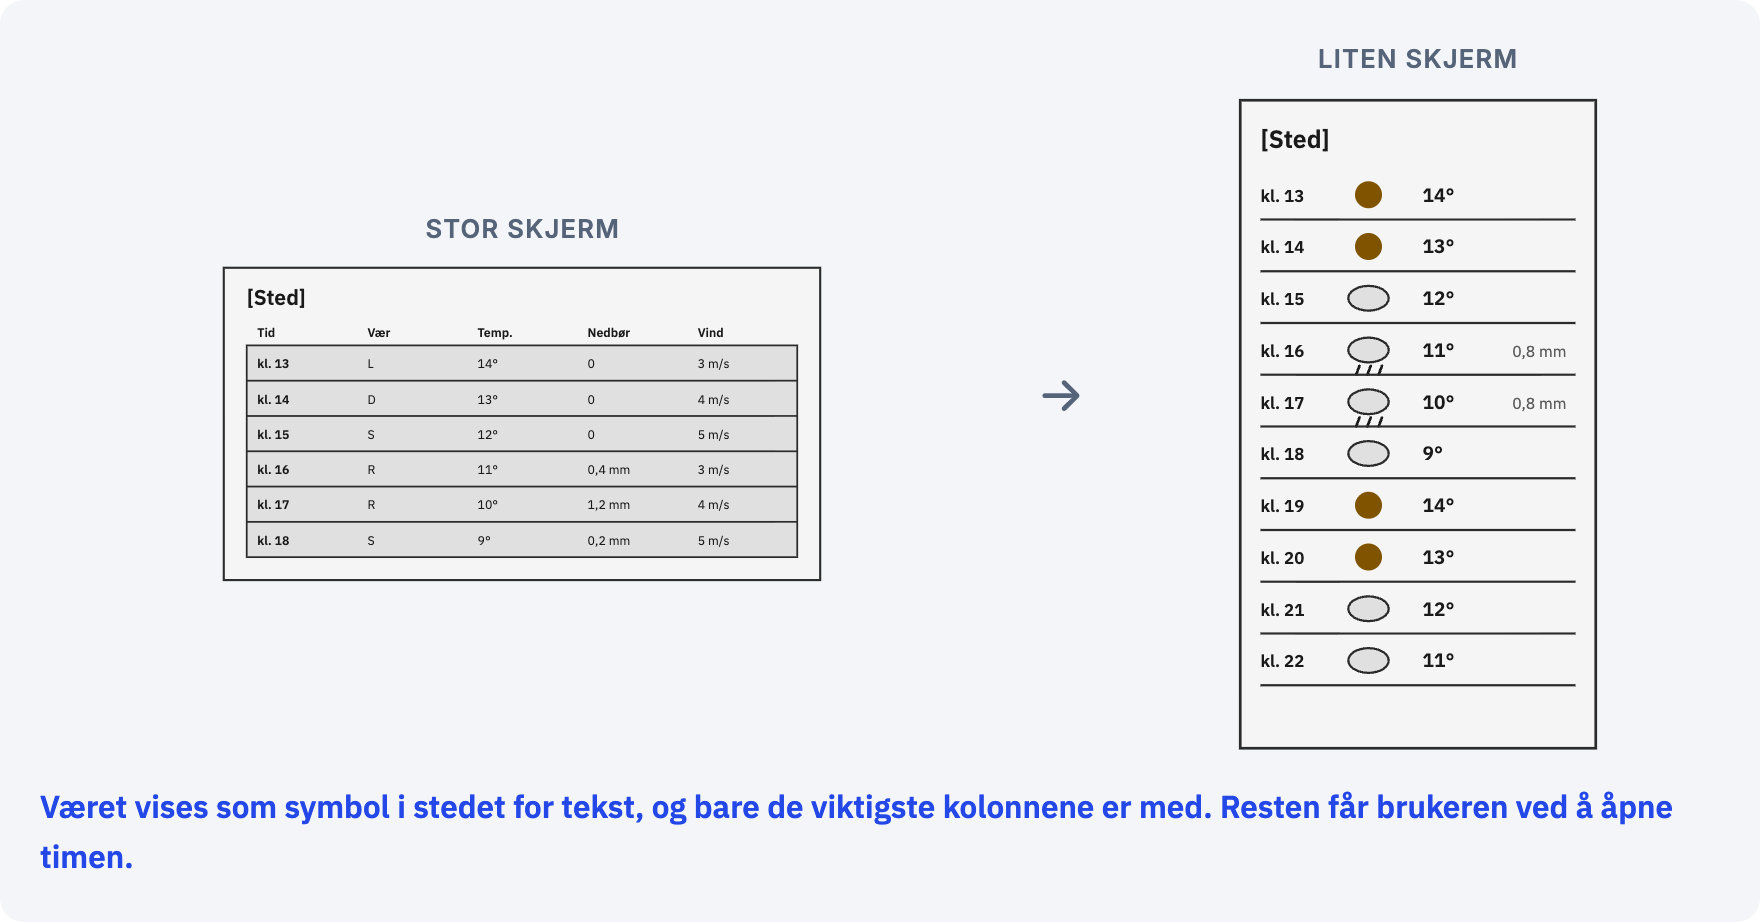 STOR SKJERM
[Sted]
Tid Vær Temp. Nedbør Vind
kl. 13 L 14° 0 3 m/s
kl. 14 D 13° 0 4 m/s
kl. 15 S 12° 0 5 m/s
kl. 16 R 11° 0,4 mm 3 m/s
kl. 17 R 10° 1,2 mm 4 m/s
kl. 18 S 9° 0,2 mm 5 m/s
LITEN SKJERM
[Sted]
kl. 13 14°
kl. 14 13°
kl. 15 12°
kl. 16 11° 0,8 mm
kl. 17 10° 0,8 mm
kl. 18 9°
kl. 19 14°
kl. 20 13°
kl. 21 12°
kl. 22 11°
Været vises som symbol i stedet for tekst, og bare de viktigste kolonnene er med. Resten får brukeren ved å åpne
timen.